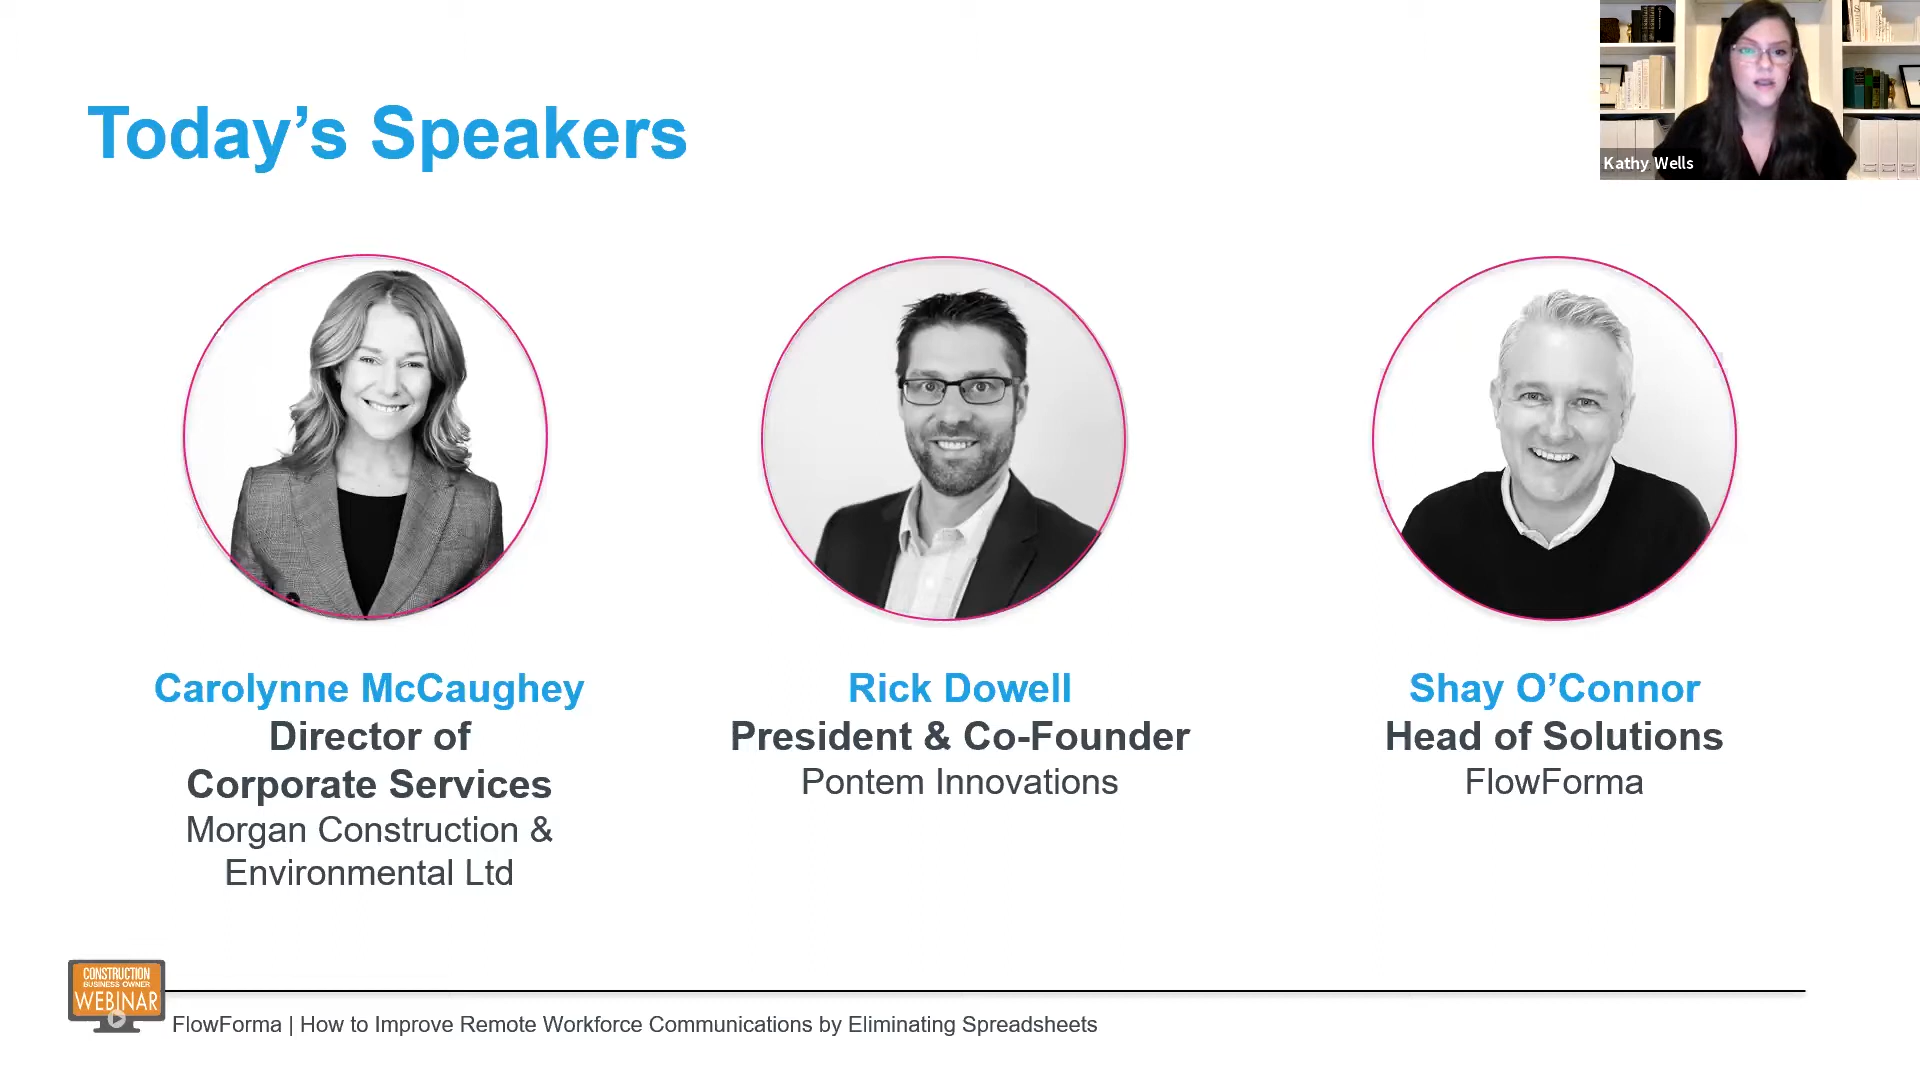 Today’s Speakers
Kathy Wells
Carolynne McCaughey
Director of
Corporate Services
Morgan Construction &
Environmental Ltd
Rick Dowell
President & Co-Founder
Pontem Innovations
Shay O’Connor
Head of Solutions
FlowForma
CONSTRUCTION
BUSINESS OWNER
WEBINAR
FlowForma | How to Improve Remote Workforce Communications by Eliminating Spreadsheets